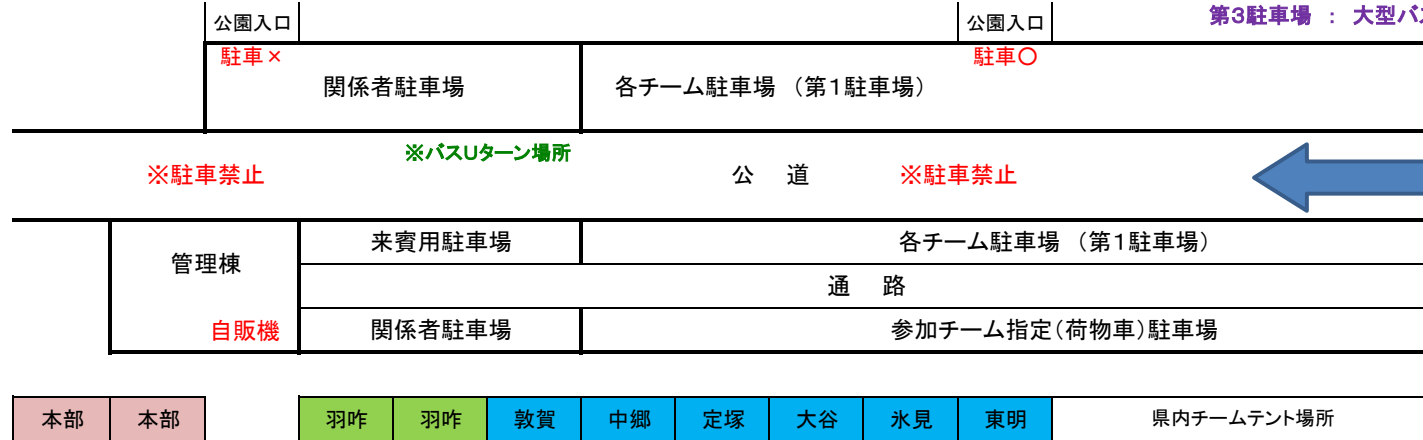 公園入口
公園入口
第3駐車場 : 大型バ
駐車×
駐車〇
関係者駐車場
各チーム駐車場 (第1駐車場)
※バスUターン場所
※駐車禁止
公 道
※駐車禁止
管理棟
来賓用駐車場
各チーム駐車場 (第1駐車場)
通 路
自販機
関係者駐車場
参加チーム指定(荷物車)駐車場
本部
本部
羽咋
羽咋
敦賀
中郷
定塚
大谷
氷見
東明
県内チームテント場所